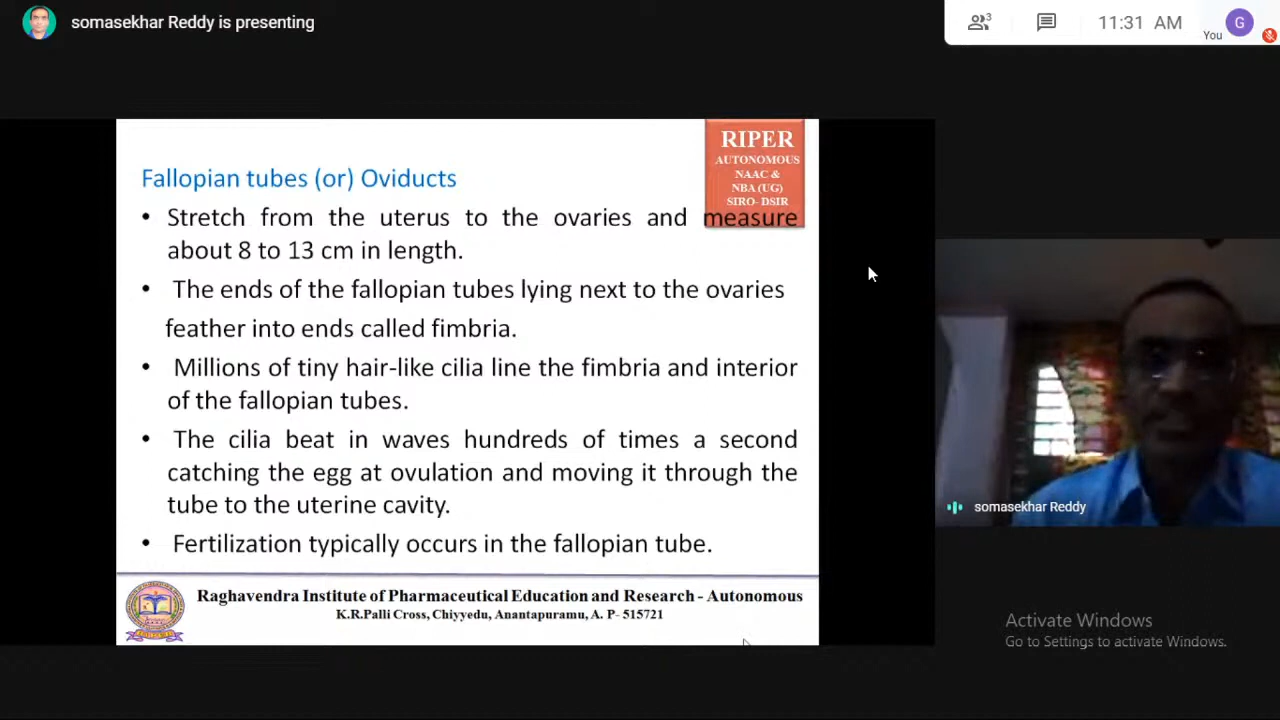 somasekhar Reddy is presenting
3
11:31 AM
You
G
RIPER
AUTONOMOUS
NAAC &
NBA (UG)
SIRO- DSIR
Fallopian tubes (or) Oviducts
• Stretch from the uterus to the ovaries and measure
about 8 to 13 cm in length.
• The ends of the fallopian tubes lying next to the ovaries
feather into ends called fimbria.
• Millions of tiny hair-like cilia line the fimbria and interior
of the fallopian tubes.
• The cilia beat in waves hundreds of times a second
catching the egg at ovulation and moving it through the
tube to the uterine cavity.
• Fertilization typically occurs in the fallopian tube.
Raghavendra Institute of Pharmaceutical Education and Research - Autonomous
K.R.Palli Cross, Chiyyedu, Anantapuramu, A. P- 515721
somasekhar Reddy
Activate Windows
Go to Settings to activate Windows.